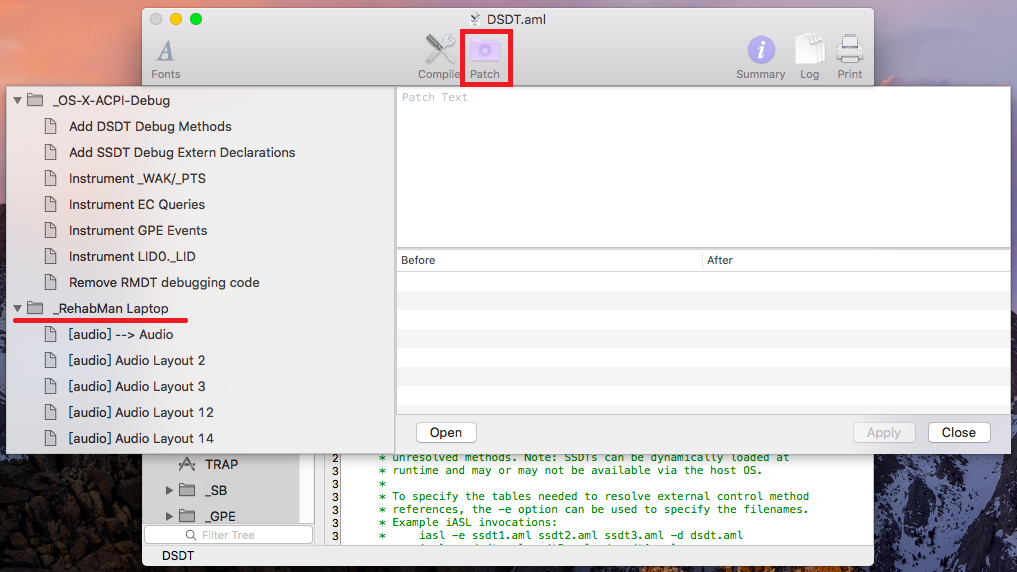 DSDT.aml
Fonts
Compile
Patch
Summary
Log
Print
_OS-X-ACPI-Debug
Add DSDT Debug Methods
Add SSDT Debug Extern Declarations
Instrument _WAK/_PTS
Instrument EC Queries
Instrument GPE Events
Instrument LID0._LID
Remove RMDT debugging code
_RehabMan Laptop
[audio] --> Audio
[audio] Audio Layout 2
[audio] Audio Layout 3
[audio] Audio Layout 12
[audio] Audio Layout 14
Patch Text
Before After
Open
Apply
Close
TRAP
_SB
_GPE
Filter Tree
DSDT
2 * unresolved methods. Note: SSDTs can be dynamically loaded at
3 * runtime and may or may not be available via the host OS.
3 *
3 * To specify the tables needed to resolve external control method
3 * references, the -e option can be used to specify the filenames.
3 * Example iASL invocations:
3 * iasl -e ssdt1.aml ssdt2.aml ssdt3.aml -d dsdt.aml